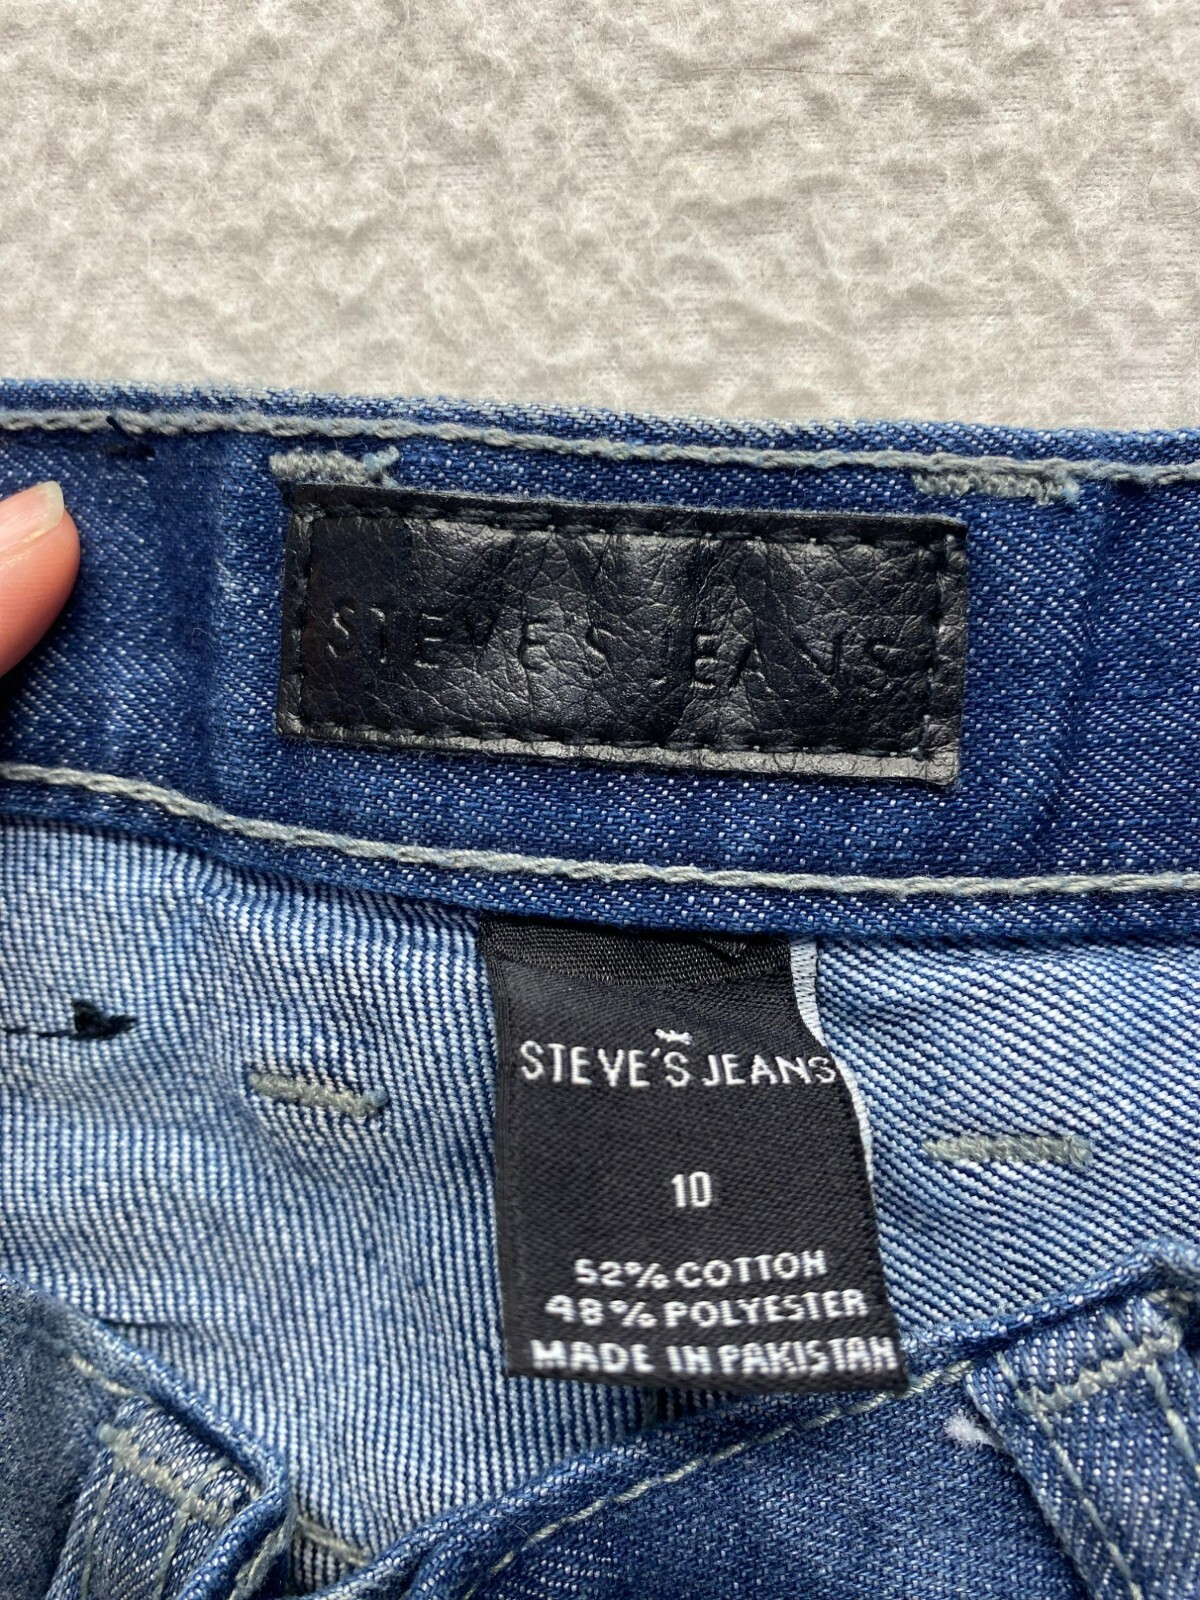 STEVE'S JEANS
STEVE'S JEANS
10
52% COTTON
48% POLYESTER
MADE IN PAKISTAN